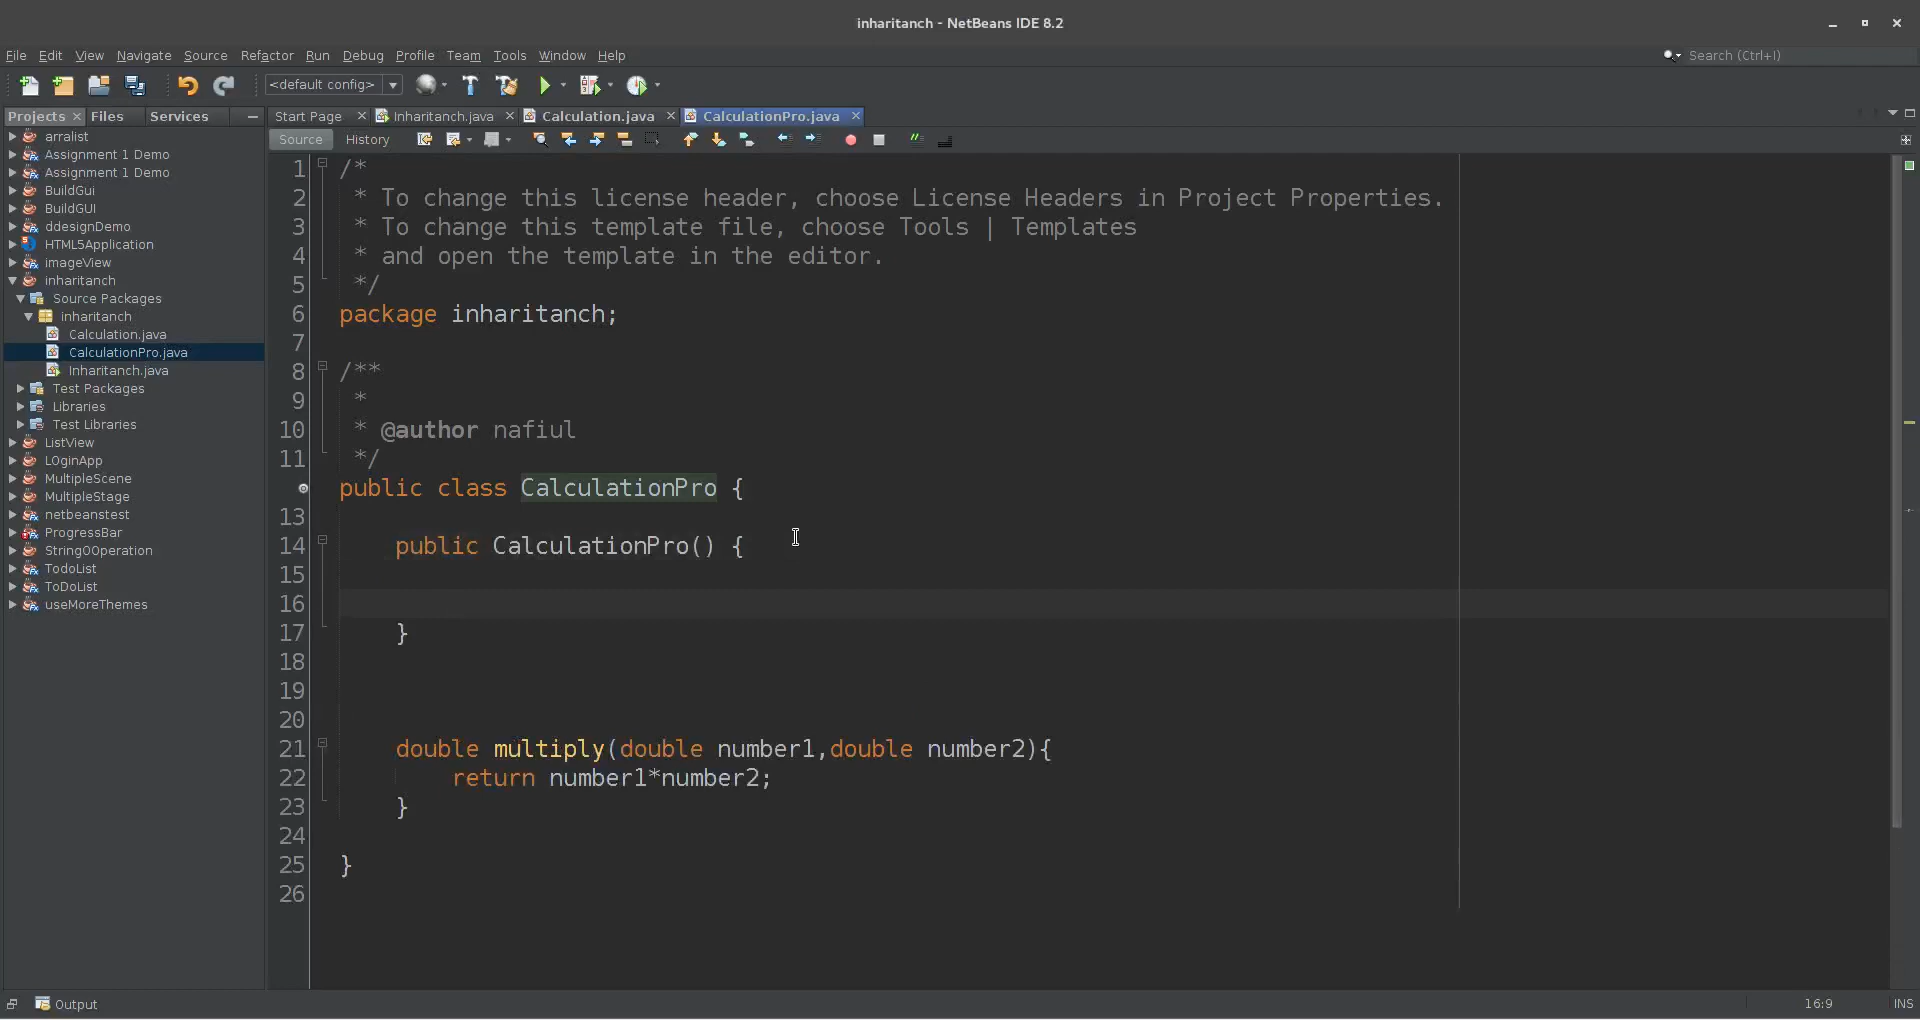 inharitanch - NetBeans IDE 8.2
File Edit View Navigate Source Refactor Run Debug Profile Team Tools Window Help
Search (Ctrl+I)
<default config>
Projects Files Services
Start Page Inharitanch.java Calculation.java CalculationPro.java
Source History
arralist
Assignment 1 Demo
Assignment 1 Demo
BuildGui
BuildGUI
ddesignDemo
HTML5Application
imageView
inharitanch
Source Packages
inharitanch
Calculation.java
CalculationPro.java
Inharitanch.java
Test Packages
Libraries
Test Libraries
ListView
LOginApp
MultipleScene
MultipleStage
netbeanstest
ProgressBar
StringOOperation
TodoList
ToDoList
useMoreThemes
1 /*
2 * To change this license header, choose License Headers in Project Properties.
3 * To change this template file, choose Tools | Templates
4 * and open the template in the editor.
5 */
6 package inharitanch;
7
8 /**
9 *
10 * @author nafiul
11 */
public class CalculationPro {
13
14 public CalculationPro() {
15
16
17 }
18
19
20
21 double multiply(double number1,double number2){
22 return number1*number2;
23 }
24
25 }
26
Output
16:9 INS